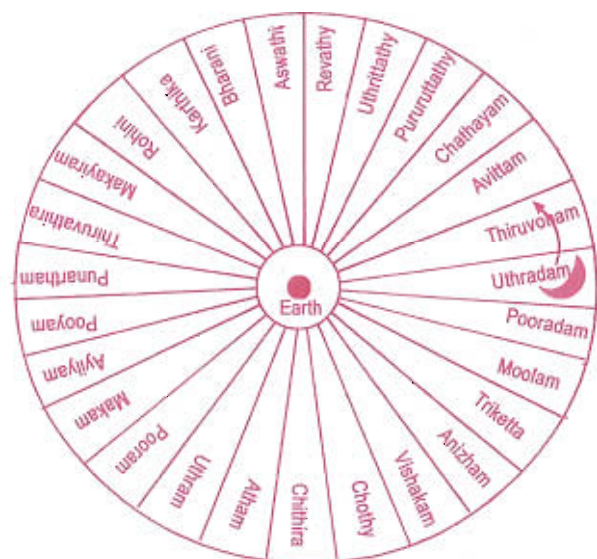 Aswathi
Bharani
Karthika
Rohini
Makayiram
Thiruvathira
Punartham
Pooyam
Ayilyam
Makam
Pooram
Uthram
Atham
Chithira
Chothy
Vishakam
Anizham
Triketta
Moolam
Pooradam
Uthradam
Thiruvonam
Avittam
Chathayam
Pururuttathy
Uthrittathy
Revathy
Earth